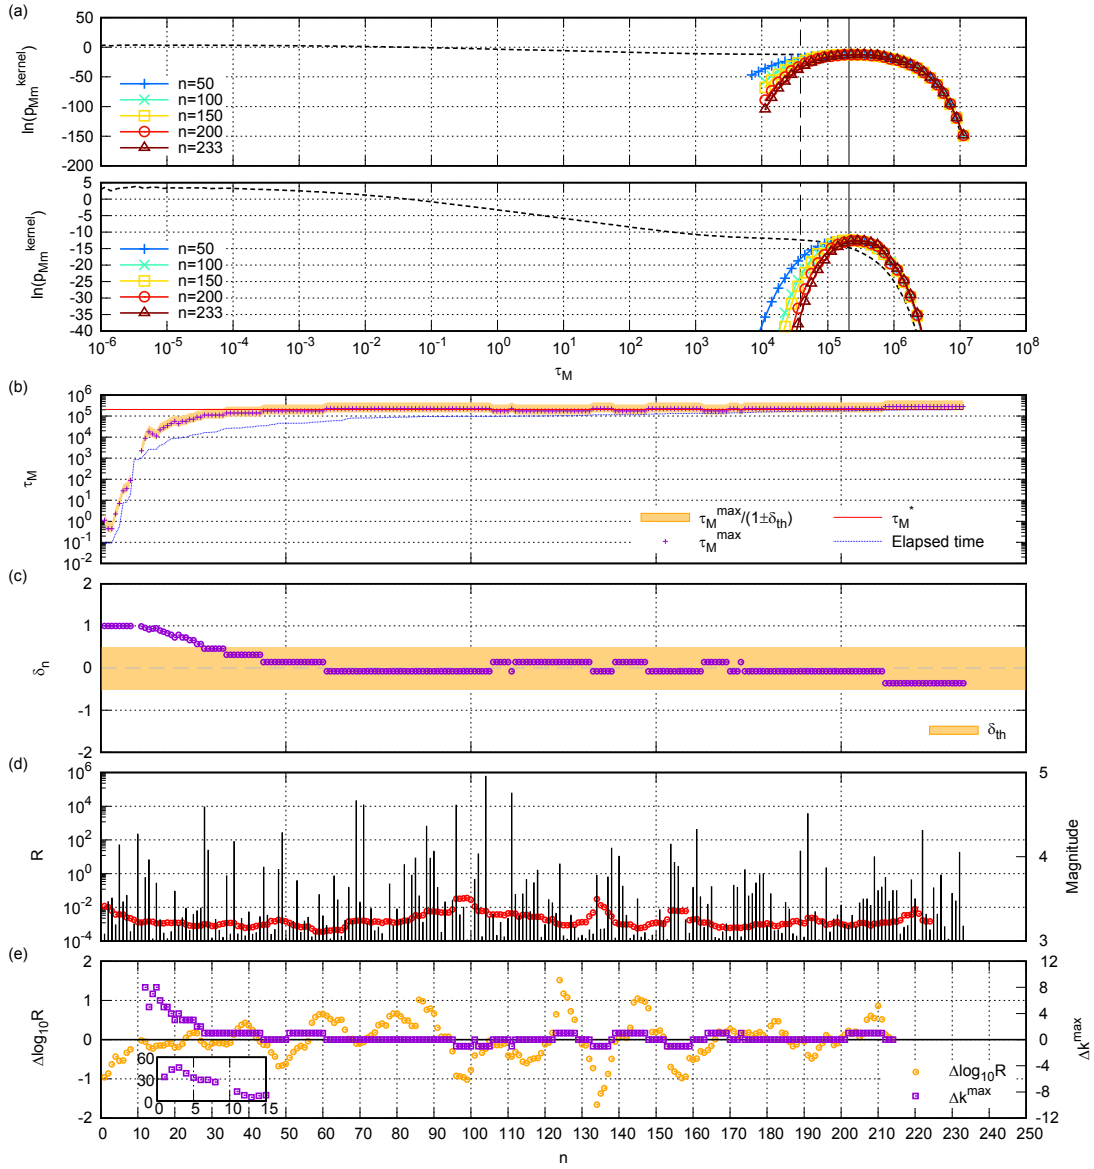 (a)
50
0
-50
-100
-150
-200
ln(p_Mm^kernel)
n=50
n=100
n=150
n=200
n=233
5
0
-5
-10
-15
-20
-25
-30
-35
-40
ln(p_Mm^kernel)
n=50
n=100
n=150
n=200
n=233
10^-6 10^-5 10^-4 10^-3 10^-2 10^-1 10^0 10^1 10^2 10^3 10^4 10^5 10^6 10^7 10^8
τ_M
(b)
10^6
10^5
10^4
10^3
10^2
10^1
10^0
10^-1
10^-2
τ_M
τ_M^max/(1±δ_th)
τ_M^max
τ_M^*
Elapsed time
(c)
2
1
0
-1
-2
δ_n
δ_th
(d)
10^6
10^4
10^2
10^0
10^-2
10^-4
R
5
4
3
Magnitude
(e)
2
1
0
-1
-2
Δlog_10R
12
8
4
0
-4
-8
-12
Δk^max
60
30
0
0 5 10 15
Δlog_10R
Δk^max
0 10 20 30 40 50 60 70 80 90 100 110 120 130 140 150 160 170 180 190 200 210 220 230 240 250
n